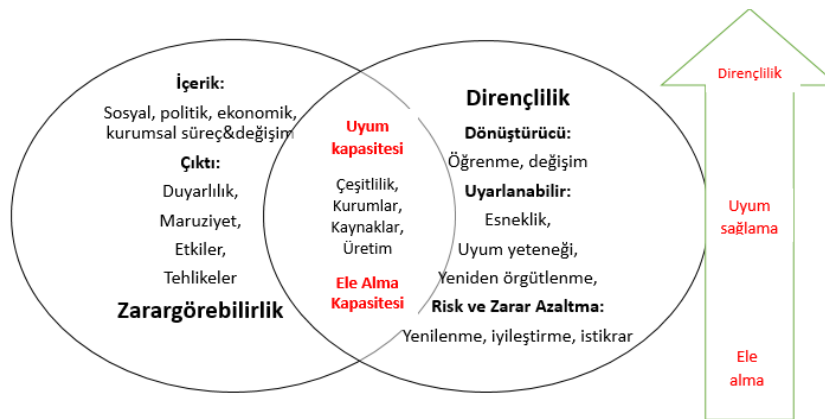 İçerik:
Sosyal, politik, ekonomik,
kurumsal süreç&değişim
Çıktı:
Duyarlılık,
Maruziyet,
Etkiler,
Tehlikeler
Zarargörebilirlik
Uyum
kapasitesi
Çeşitlilik,
Kurumlar,
Kaynaklar,
Üretim
Ele Alma
Kapasitesi
Dirençlilik
Dönüştürücü:
Öğrenme, değişim
Uyarlanabilir:
Esneklik,
Uyum yeteneği,
Yeniden örgütlenme,
Risk ve Zarar Azaltma:
Yenilenme, iyileştirme, istikrar
Dirençlilik
Uyum
sağlama
Ele
alma